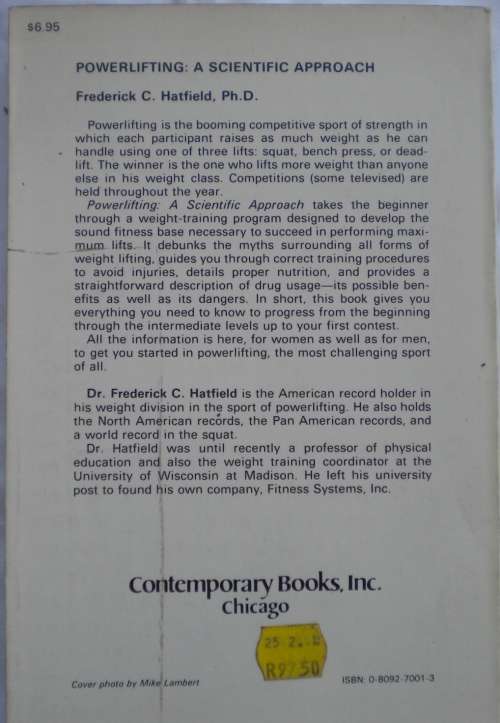 $6.95
POWERLIFTING: A SCIENTIFIC APPROACH
Frederick C. Hatfield, Ph.D.
Powerlifting is the booming competitive sport of strength in
which each participant raises as much weight as he can
handle using one of three lifts: squat, bench press, or dead-
lift. The winner is the one who lifts more weight than anyone
else in his weight class. Competitions (some televised) are
held throughout the year.
Powerlifting: A Scientific Approach takes the beginner
through a weight-training program designed to develop the
sound fitness base necessary to succeed in performing maxi-
mum lifts. It debunks the myths surrounding all forms of
weight lifting, guides you through correct training procedures
to avoid injuries, details proper nutrition, and provides a
straightforward description of drug usage—its possible ben-
efits as well as its dangers. In short, this book gives you
everything you need to know to progress from the beginning
through the intermediate levels up to your first contest.
All the information is here, for women as well as for men,
to get you started in powerlifting, the most challenging sport
of all.
Dr. Frederick C. Hatfield is the American record holder in
his weight division in the sport of powerlifting. He also holds
the North American records, the Pan American records, and
a world record in the squat.
Dr. Hatfield was until recently a professor of physical
education and also the weight training coordinator at the
University of Wisconsin at Madison. He left his university
post to found his own company, Fitness Systems, Inc.
Contemporary Books, Inc.
Chicago
25 2
R97.50
Cover photo by Mike Lambert
ISBN: 0-8092-7001-3